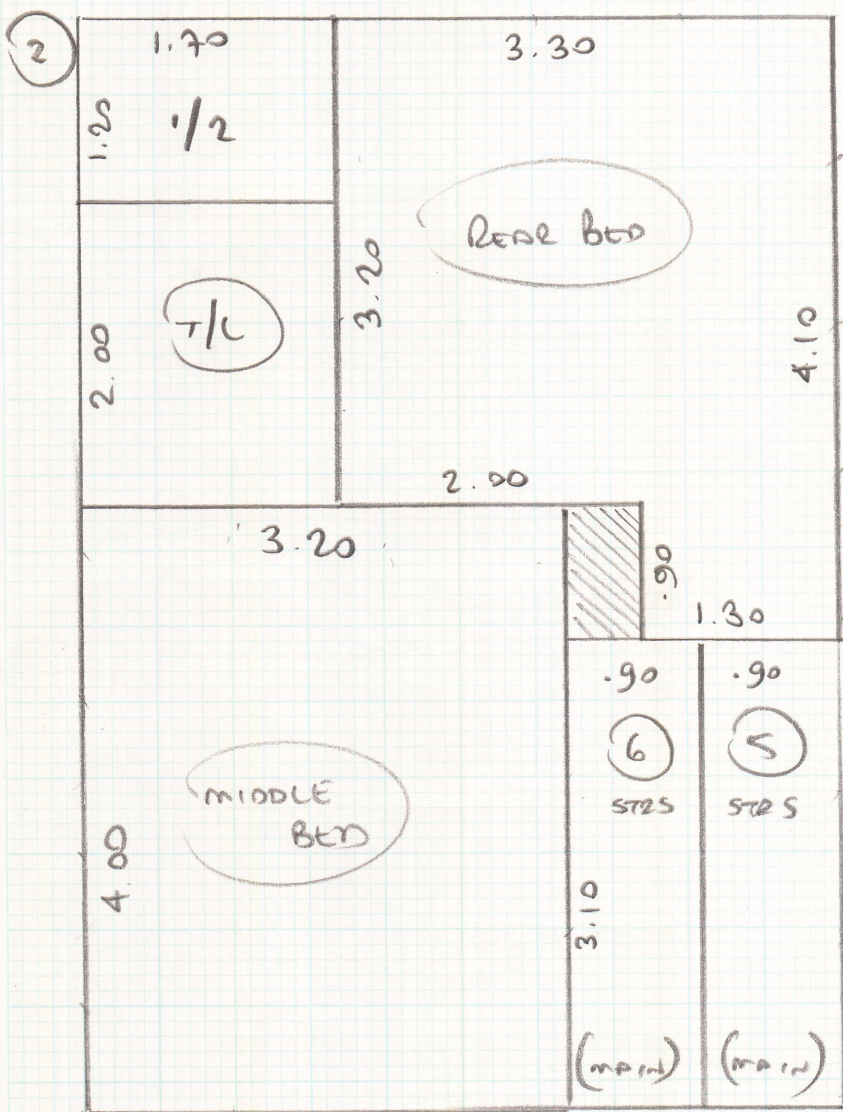 2
1.70
3.30
1.20
1/2
REAR BED
3.20
T/L
2.00
4.10
2.00
3.20
.90
1.30
.90
.90
6
5
STRS
STRS
MIDDLE
BED
4.00
3.10
(MAIN)
(MAIN)